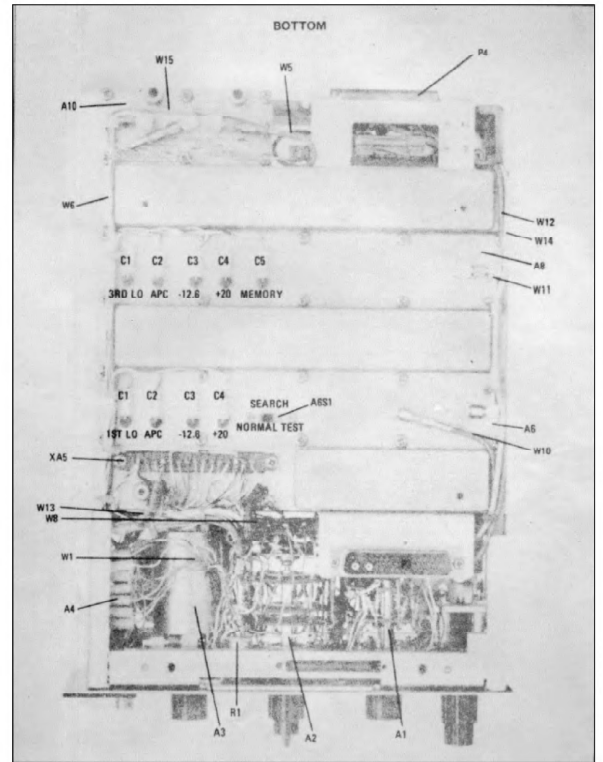 BOTTOM
W15
W5
P4
A10
W6
W12
W14
C1 C2 C3 C4 C5
A8
W11
3RD LO APC -12.6 +20 MEMORY
C1 C2 C3 C4
SEARCH
A6S1
1ST LO APC -12.6 +20
NORMAL TEST
A6
W10
XA5
W13
W8
W1
A4
R1
A3
A2
A1